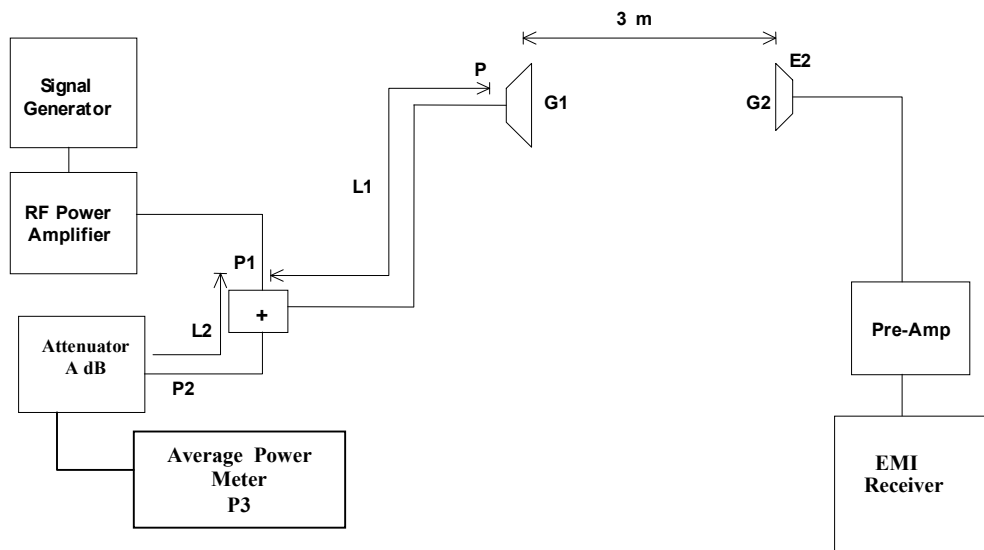 3 m
P
E2
Signal
Generator
G1
G2
L1
RF Power
Amplifier
P1
+
L2
Pre-Amp
Attenuator
A dB
P2
Average Power
Meter
P3
EMI
Receiver